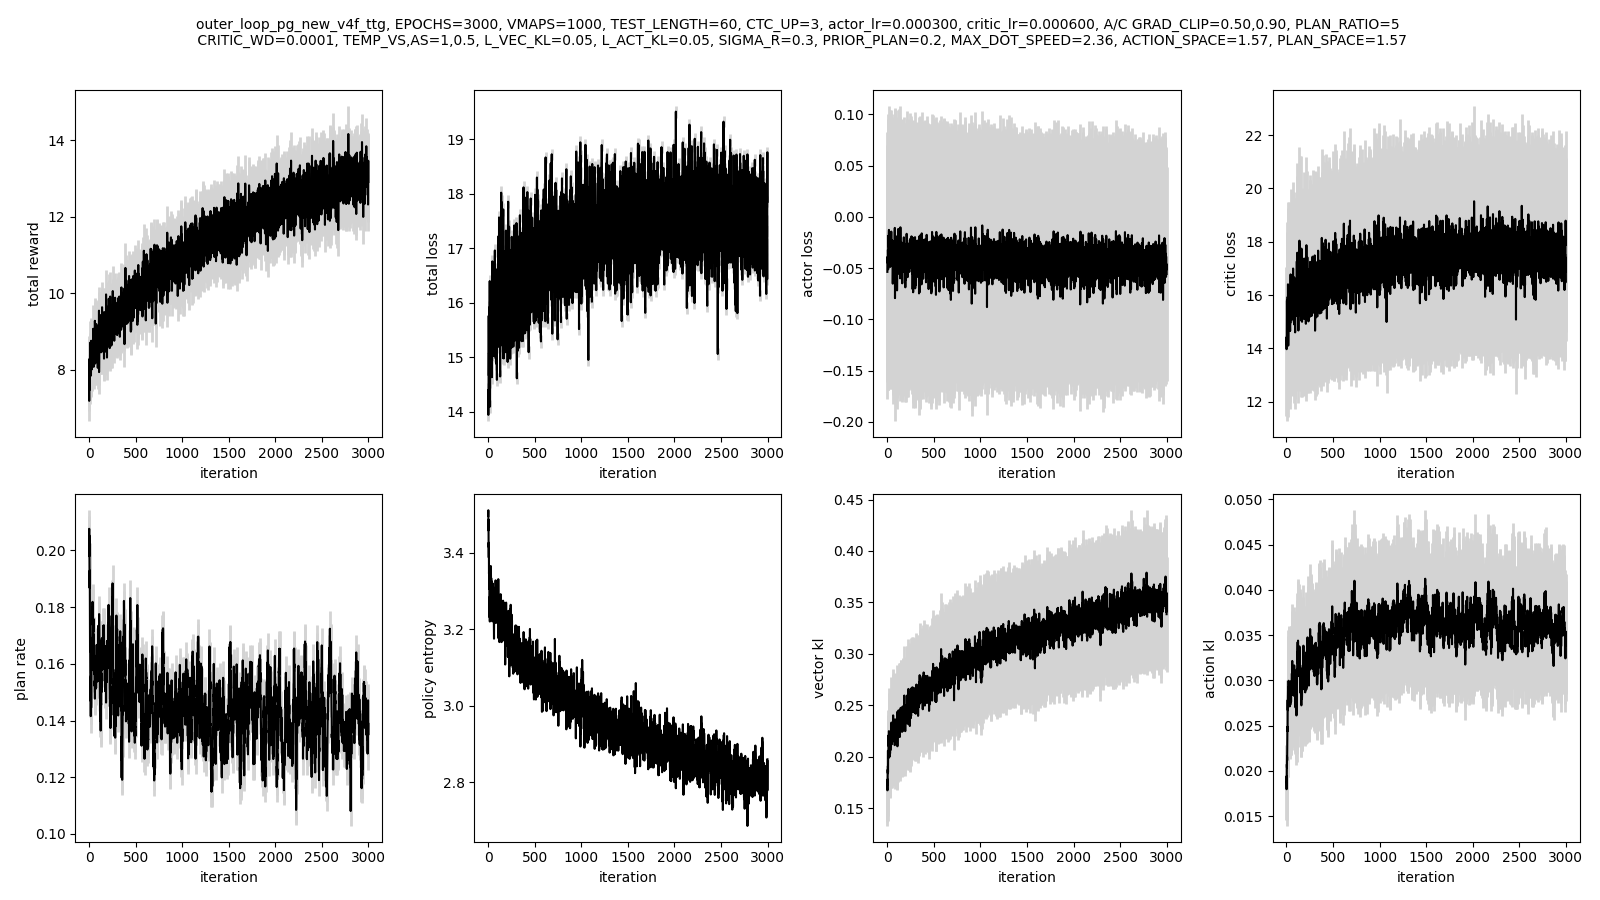 outer_loop_pg_new_v4f_ttg, EPOCHS=3000, VMAPS=1000, TEST_LENGTH=60, CTC_UP=3, actor_lr=0.000300, critic_lr=0.000600, A/C GRAD_CLIP=0.50,0.90, PLAN_RATIO=5
CRITIC_WD=0.0001, TEMP_VS,AS=1,0.5, L_VEC_KL=0.05, L_ACT_KL=0.05, SIGMA_R=0.3, PRIOR_PLAN=0.2, MAX_DOT_SPEED=2.36, ACTION_SPACE=1.57, PLAN_SPACE=1.57
total reward
14
12
10
8
0 500 1000 1500 2000 2500 3000
iteration
total loss
19
18
17
16
15
14
0 500 1000 1500 2000 2500 3000
iteration
actor loss
0.10
0.05
0.00
−0.05
−0.10
−0.15
−0.20
0 500 1000 1500 2000 2500 3000
iteration
critic loss
22
20
18
16
14
12
0 500 1000 1500 2000 2500 3000
iteration
plan rate
0.20
0.18
0.16
0.14
0.12
0.10
0 500 1000 1500 2000 2500 3000
iteration
policy entropy
3.4
3.2
3.0
2.8
0 500 1000 1500 2000 2500 3000
iteration
vector kl
0.45
0.40
0.35
0.30
0.25
0.20
0.15
0 500 1000 1500 2000 2500 3000
iteration
action kl
0.050
0.045
0.040
0.035
0.030
0.025
0.020
0.015
0 500 1000 1500 2000 2500 3000
iteration